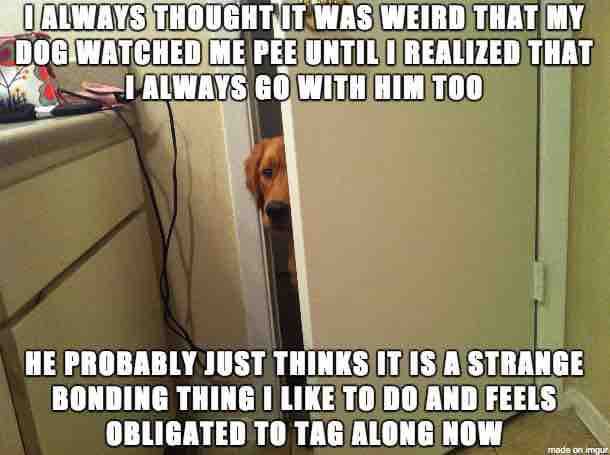 I ALWAYS THOUGHT IT WAS WEIRD THAT MY
DOG WATCHED ME PEE UNTIL I REALIZED THAT
I ALWAYS GO WITH HIM TOO
HE PROBABLY JUST THINKS IT IS A STRANGE
BONDING THING I LIKE TO DO AND FEELS
OBLIGATED TO TAG ALONG NOW
made on imgur